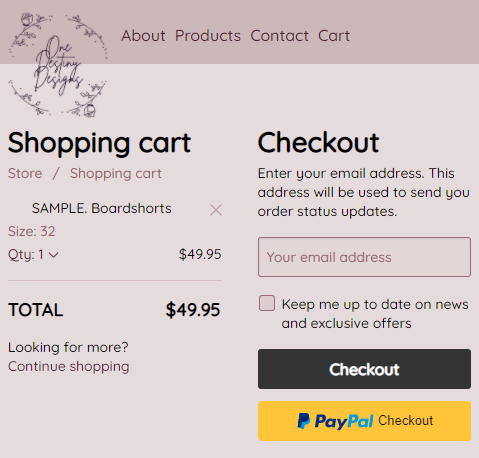 One
Destiny
Designs
About Products Contact Cart
Shopping cart
Store / Shopping cart
SAMPLE. Boardshorts
Size: 32
Qty: 1 $49.95
TOTAL $49.95
Looking for more?
Continue shopping
Checkout
Enter your email address. This
address will be used to send you
order status updates.
Your email address
Keep me up to date on news
and exclusive offers
Checkout
PayPal Checkout